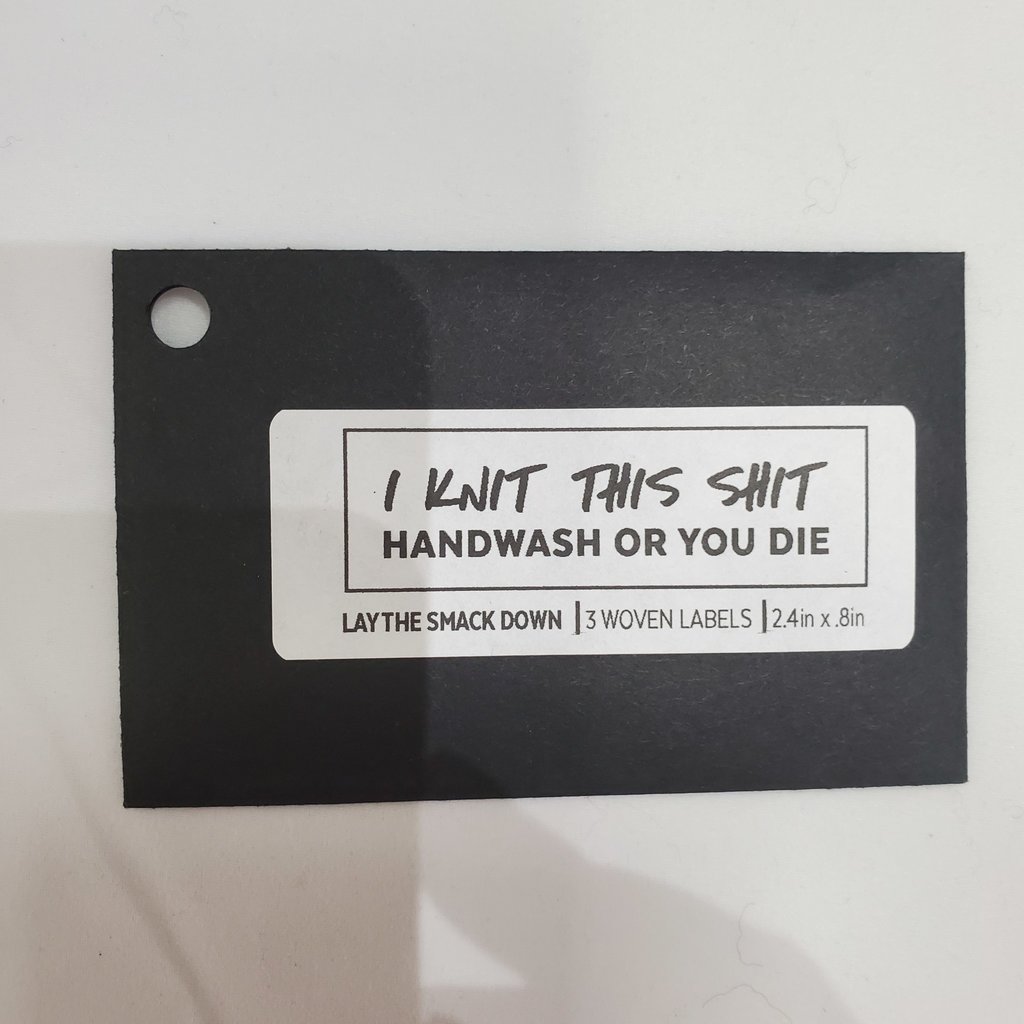 I KNIT THIS SHIT
HANDWASH OR YOU DIE
LAY THE SMACK DOWN | 3 WOVEN LABELS | 2.4in x .8in